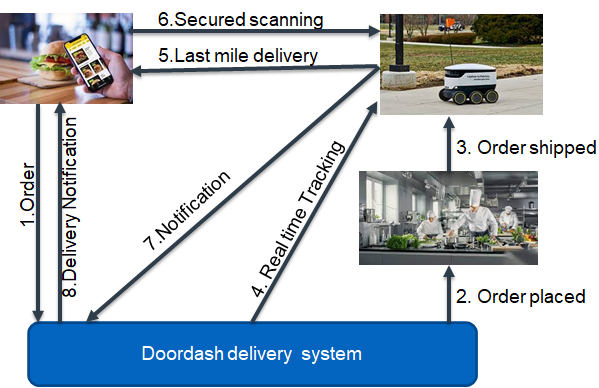 6.Secured scanning
5.Last mile delivery
3. Order shipped
1.Order
8.Delivery Notification
7.Notification
4. Real time Tracking
2. Order placed
Doordash delivery system